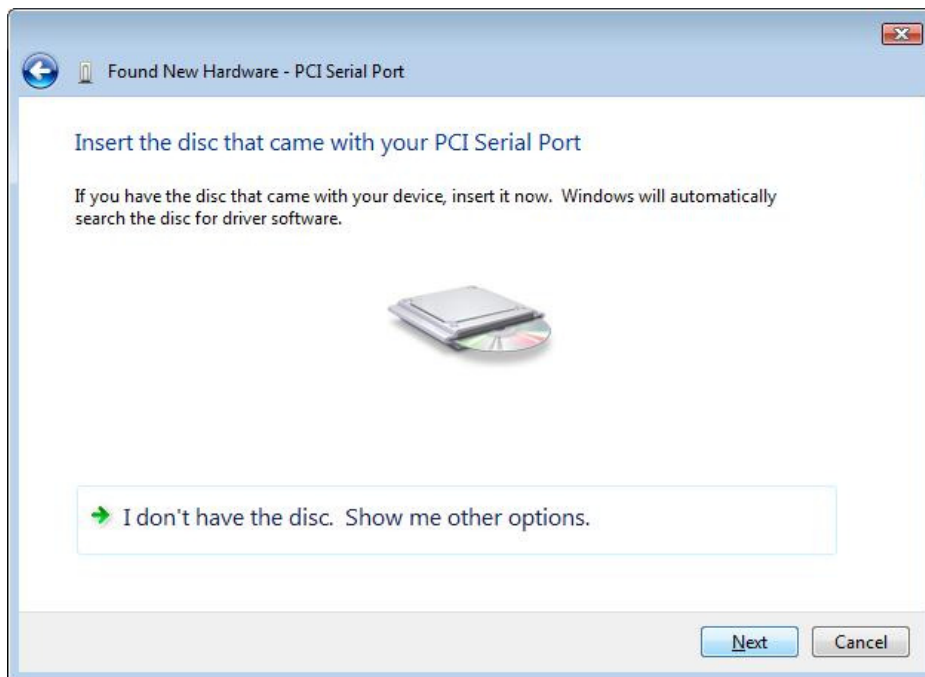 Found New Hardware - PCI Serial Port
Insert the disc that came with your PCI Serial Port
If you have the disc that came with your device, insert it now.  Windows will automatically
search the disc for driver software.
I don't have the disc.  Show me other options.
Next
Cancel